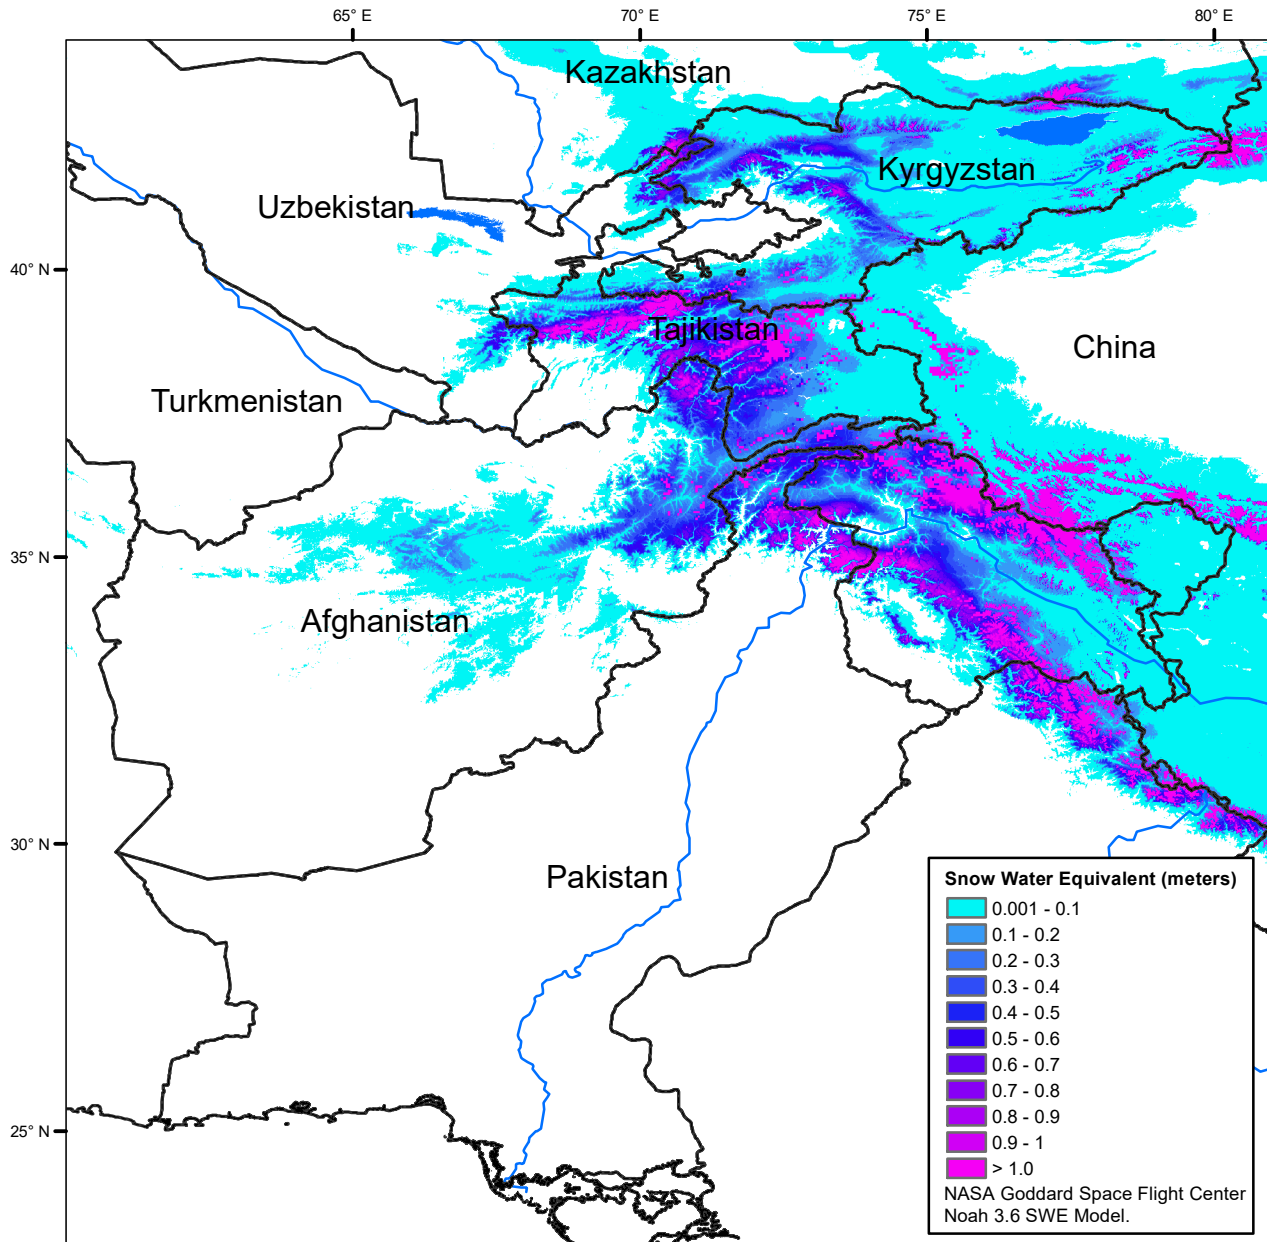 65° E
70° E
75° E
80° E
Kazakhstan
Kyrgyzstan
Uzbekistan
40° N
Tajikistan
China
Turkmenistan
35° N
Afghanistan
30° N
Pakistan
25° N
Snow Water Equivalent (meters)
0.001 - 0.1
0.1 - 0.2
0.2 - 0.3
0.3 - 0.4
0.4 - 0.5
0.5 - 0.6
0.6 - 0.7
0.7 - 0.8
0.8 - 0.9
0.9 - 1
> 1.0
NASA Goddard Space Flight Center
Noah 3.6 SWE Model.